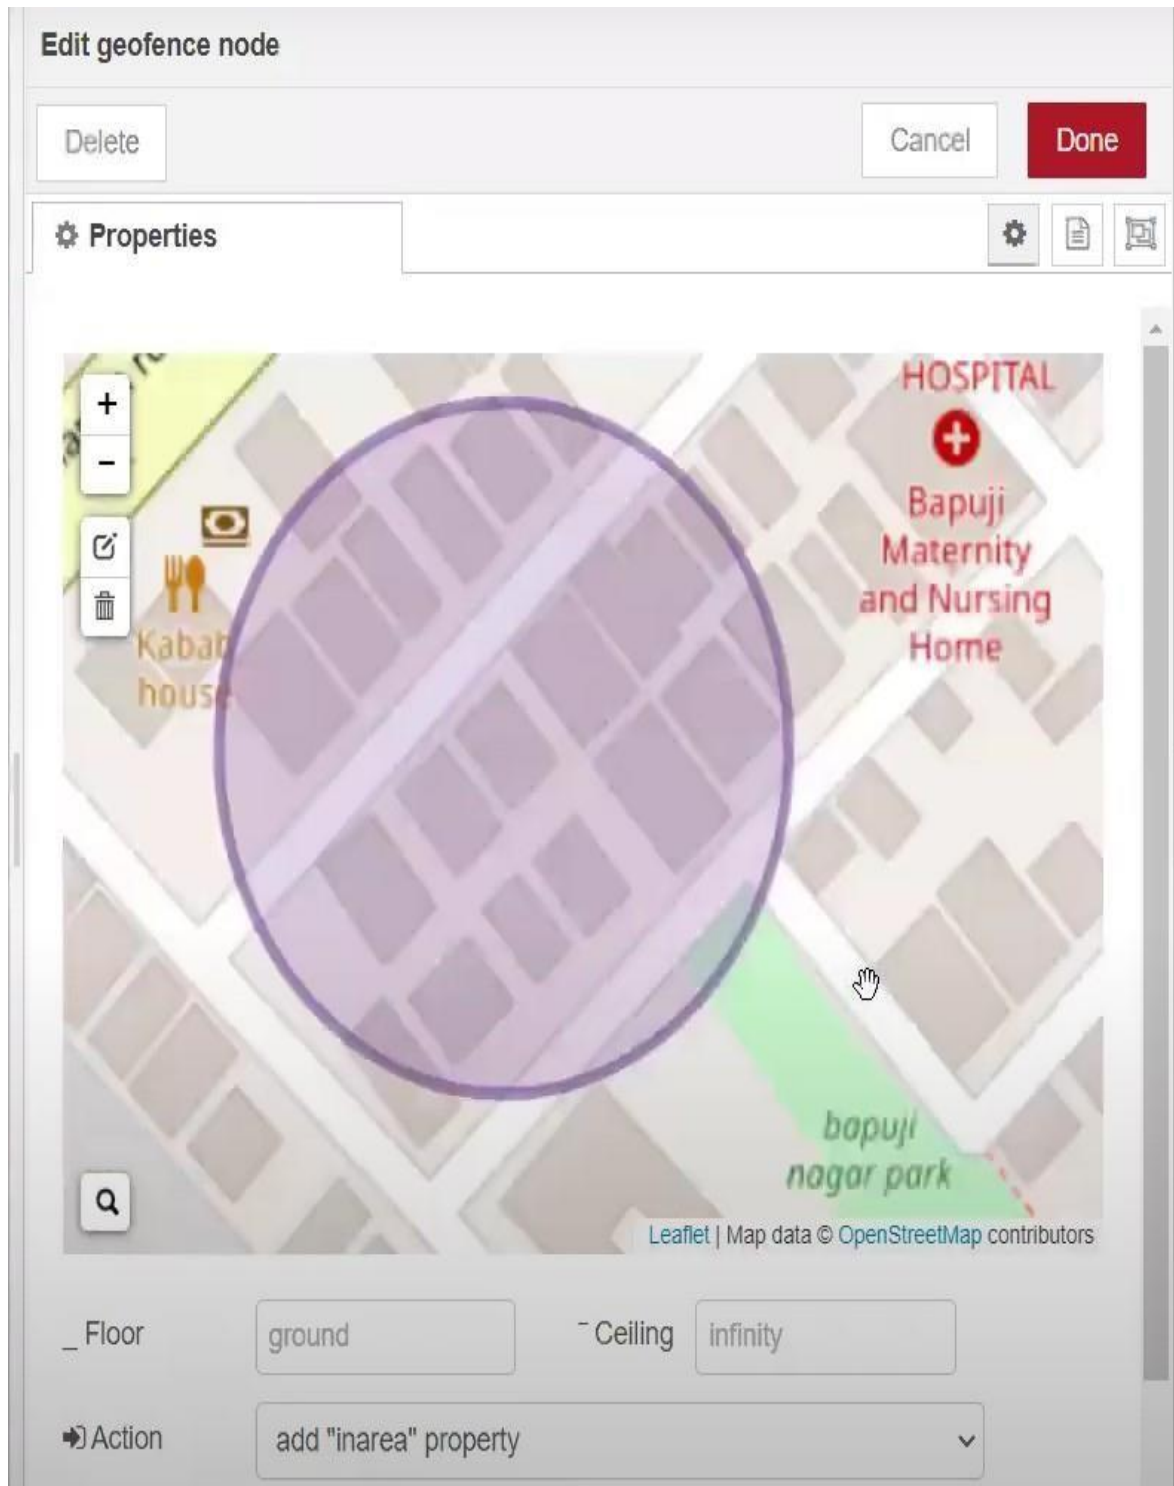 Edit geofence node
Delete
Cancel
Done
Properties
+
−
Kabab
house
HOSPITAL
Bapuji
Maternity
and Nursing
Home
bapuji
nagar park
Leaflet | Map data © OpenStreetMap contributors
_ Floor
ground
‾ Ceiling
infinity
Action
add "inarea" property